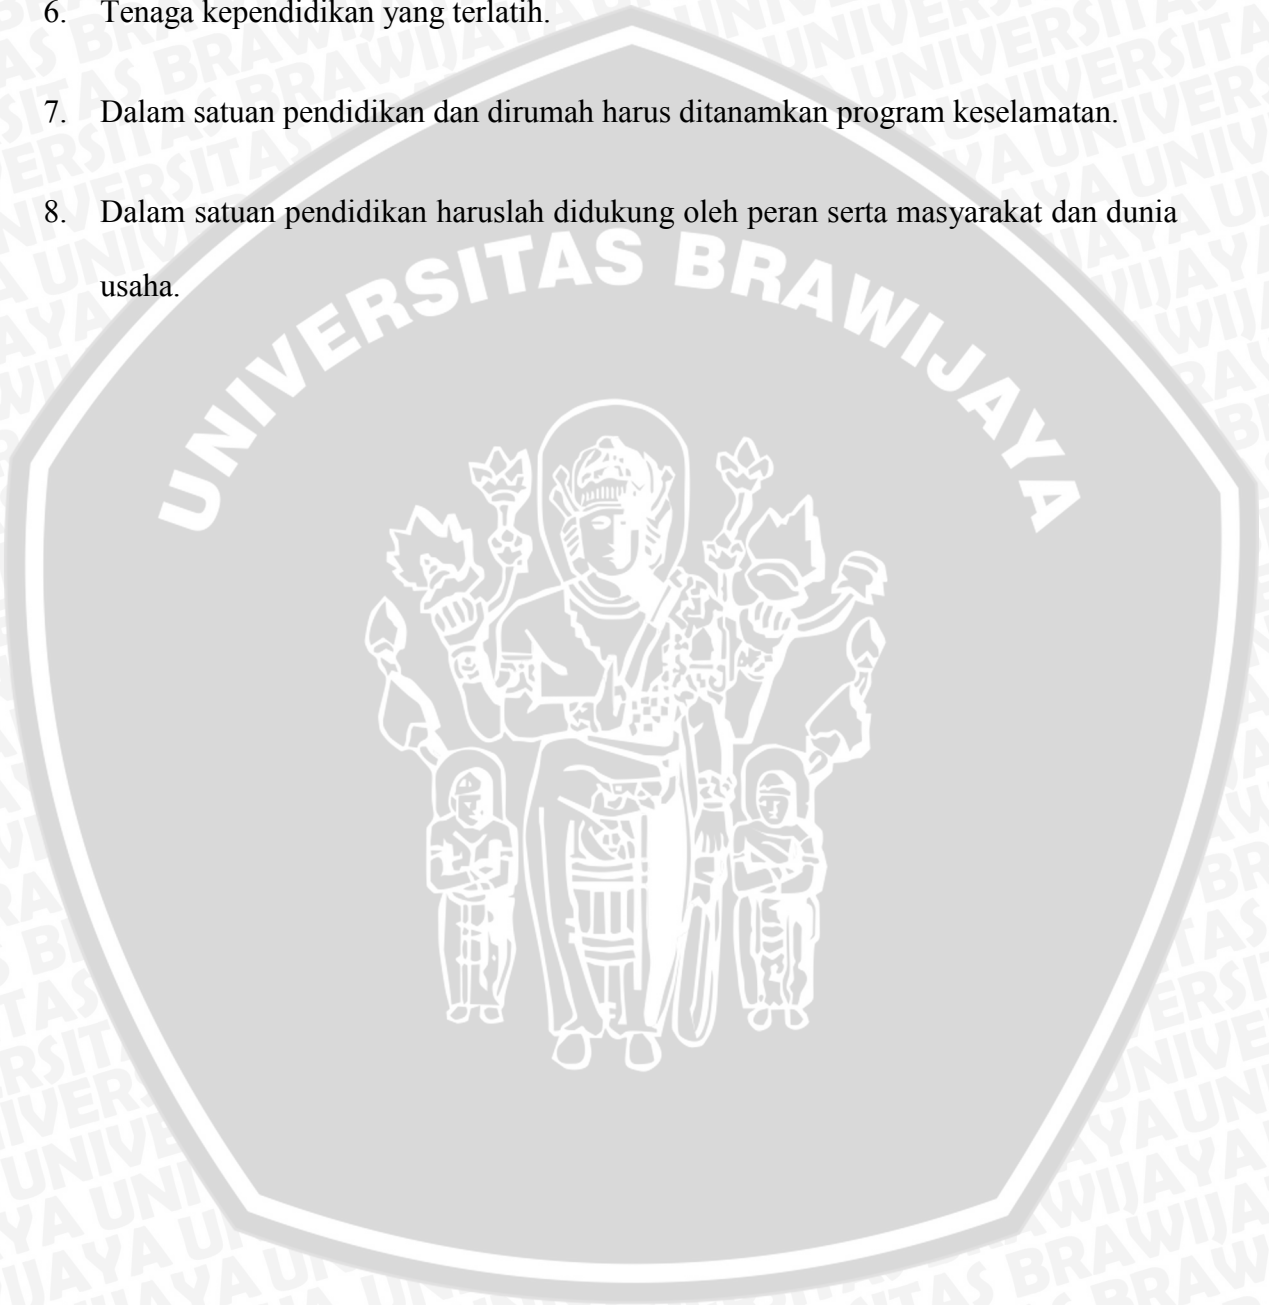 6. Tenaga kependidikan yang terlatih.
7. Dalam satuan pendidikan dan dirumah harus ditanamkan program keselamatan.
8. Dalam satuan pendidikan haruslah didukung oleh peran serta masyarakat dan dunia
usaha.
UNIVERSITAS BRAWIJAYA